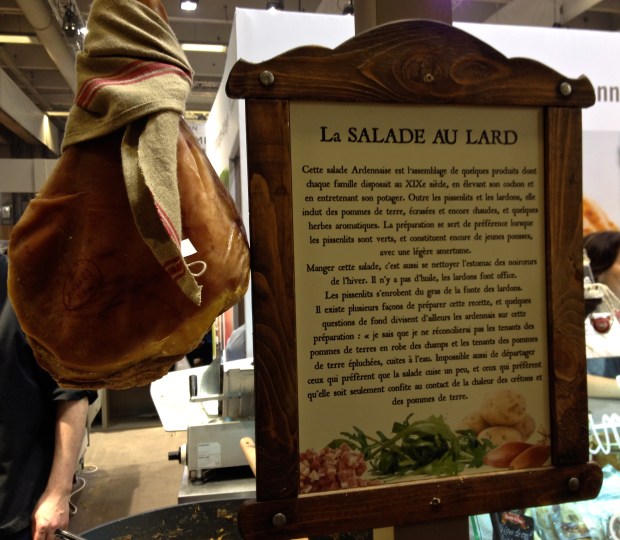 La SALADE AU LARD
Cette salade Ardennaise est l'assemblage de quelques produits dont
chaque famille disposait au XIXe siècle, en élevant son cochon et
en entretenant son potager. Outre les pissenlits et les lardons, elle
inclut des pommes de terre, écrasées et encore chaudes, et quelques
herbes aromatiques. La préparation se sert de préférence lorsque
les pissenlits sont verts, et constituent encore de jeunes pousses,
avec une légère amertume.
Manger cette salade, c'est aussi se nettoyer l'estomac des noirceurs
de l'hiver. Il n'y a pas d'huile, les lardons font office.
Les pissenlits s'enrobent du gras de la fonte des lardons.
Il existe plusieurs façons de préparer cette recette, et quelques
questions de fond divisent d'ailleurs les ardennais sur cette
préparation : « je sais que je ne réconcilierai pas les tenants des
pommes de terres en robe des champs et les tenants des pommes
de terre épluchées, cuites à l'eau. Impossible aussi de départager
ceux qui préfèrent que la salade cuise un peu, et ceux qui préfèrent
qu'elle soit seulement confite au contact de la chaleur des crétons et
des pommes de terre.